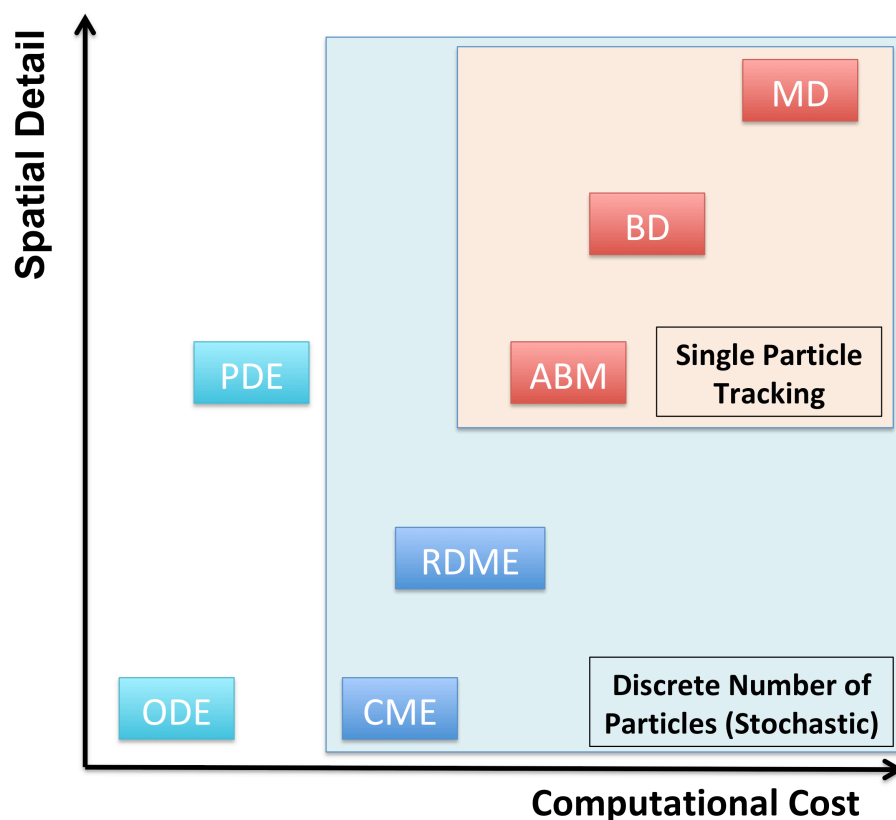 Spatial Detail
MD
BD
PDE
ABM
Single Particle
Tracking
RDME
ODE
CME
Discrete Number of
Particles (Stochastic)
Computational Cost